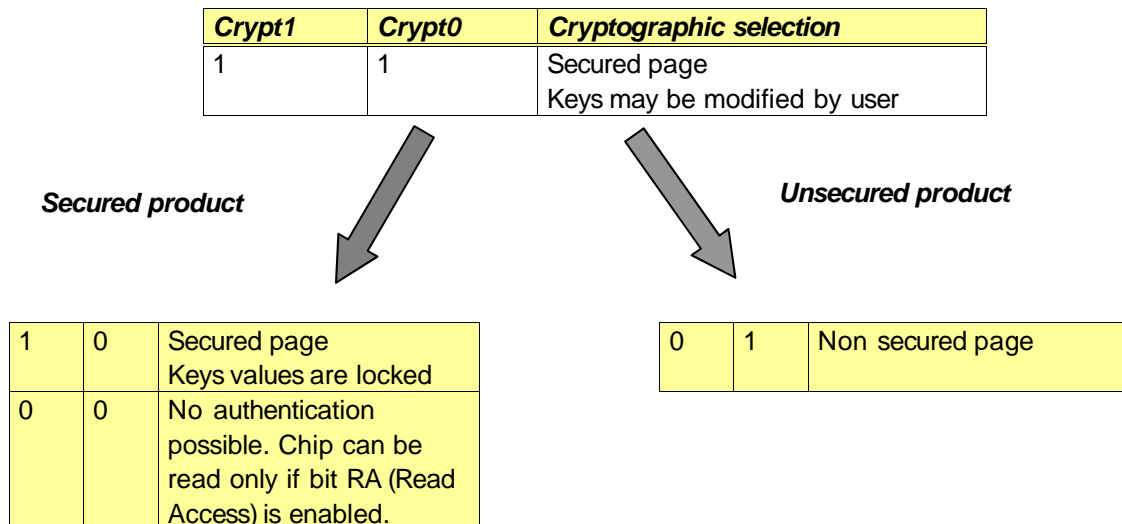 Crypt1 Crypt0 Cryptographic selection
1 1 Secured page
Keys may be modified by user
Secured product
Unsecured product
1 0 Secured page
Keys values are locked
0 0 No authentication
possible. Chip can be
read only if bit RA (Read
Access) is enabled.
0 1 Non secured page